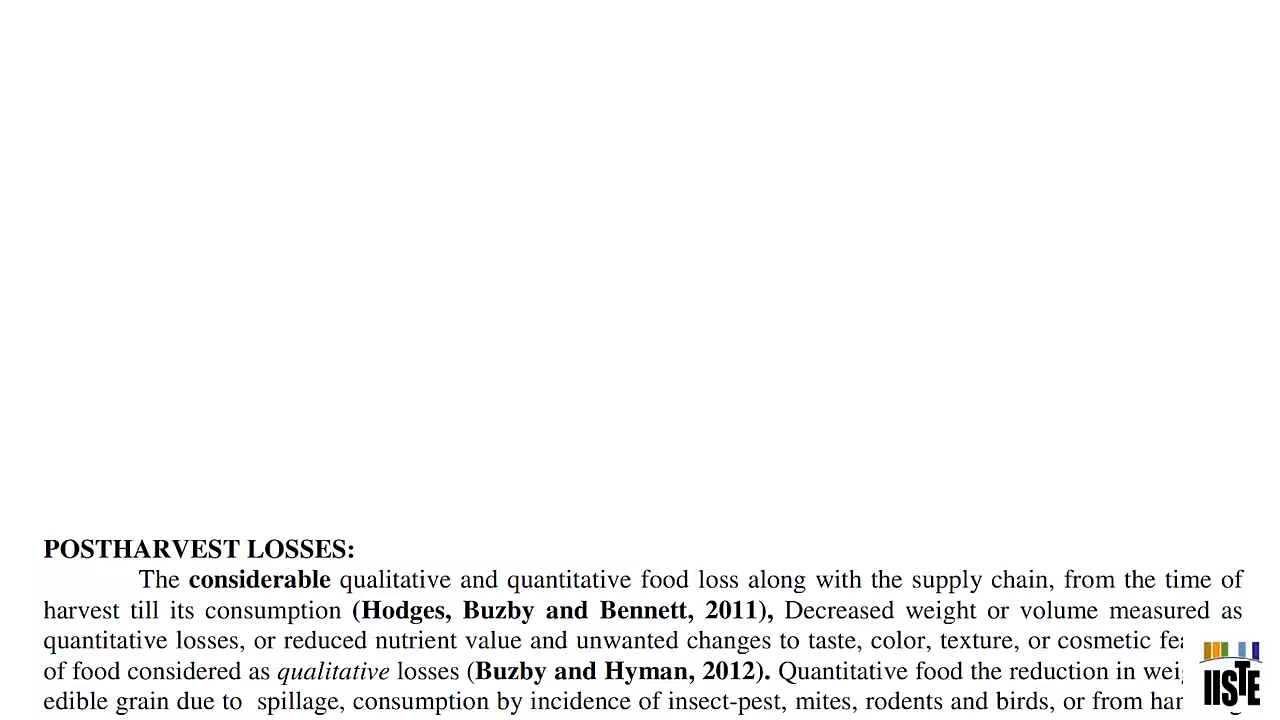 POSTHARVEST LOSSES:
The considerable qualitative and quantitative food loss along with the supply chain, from the time of
harvest till its consumption (Hodges, Buzby and Bennett, 2011), Decreased weight or volume measured as
quantitative losses, or reduced nutrient value and unwanted changes to taste, color, texture, or cosmetic
of food considered as qualitative losses (Buzby and Hyman, 2012). Quantitative food the reduction in
edible grain due to spillage, consumption by incidence of insect-pest, mites, rodents and birds, or from
IISTE